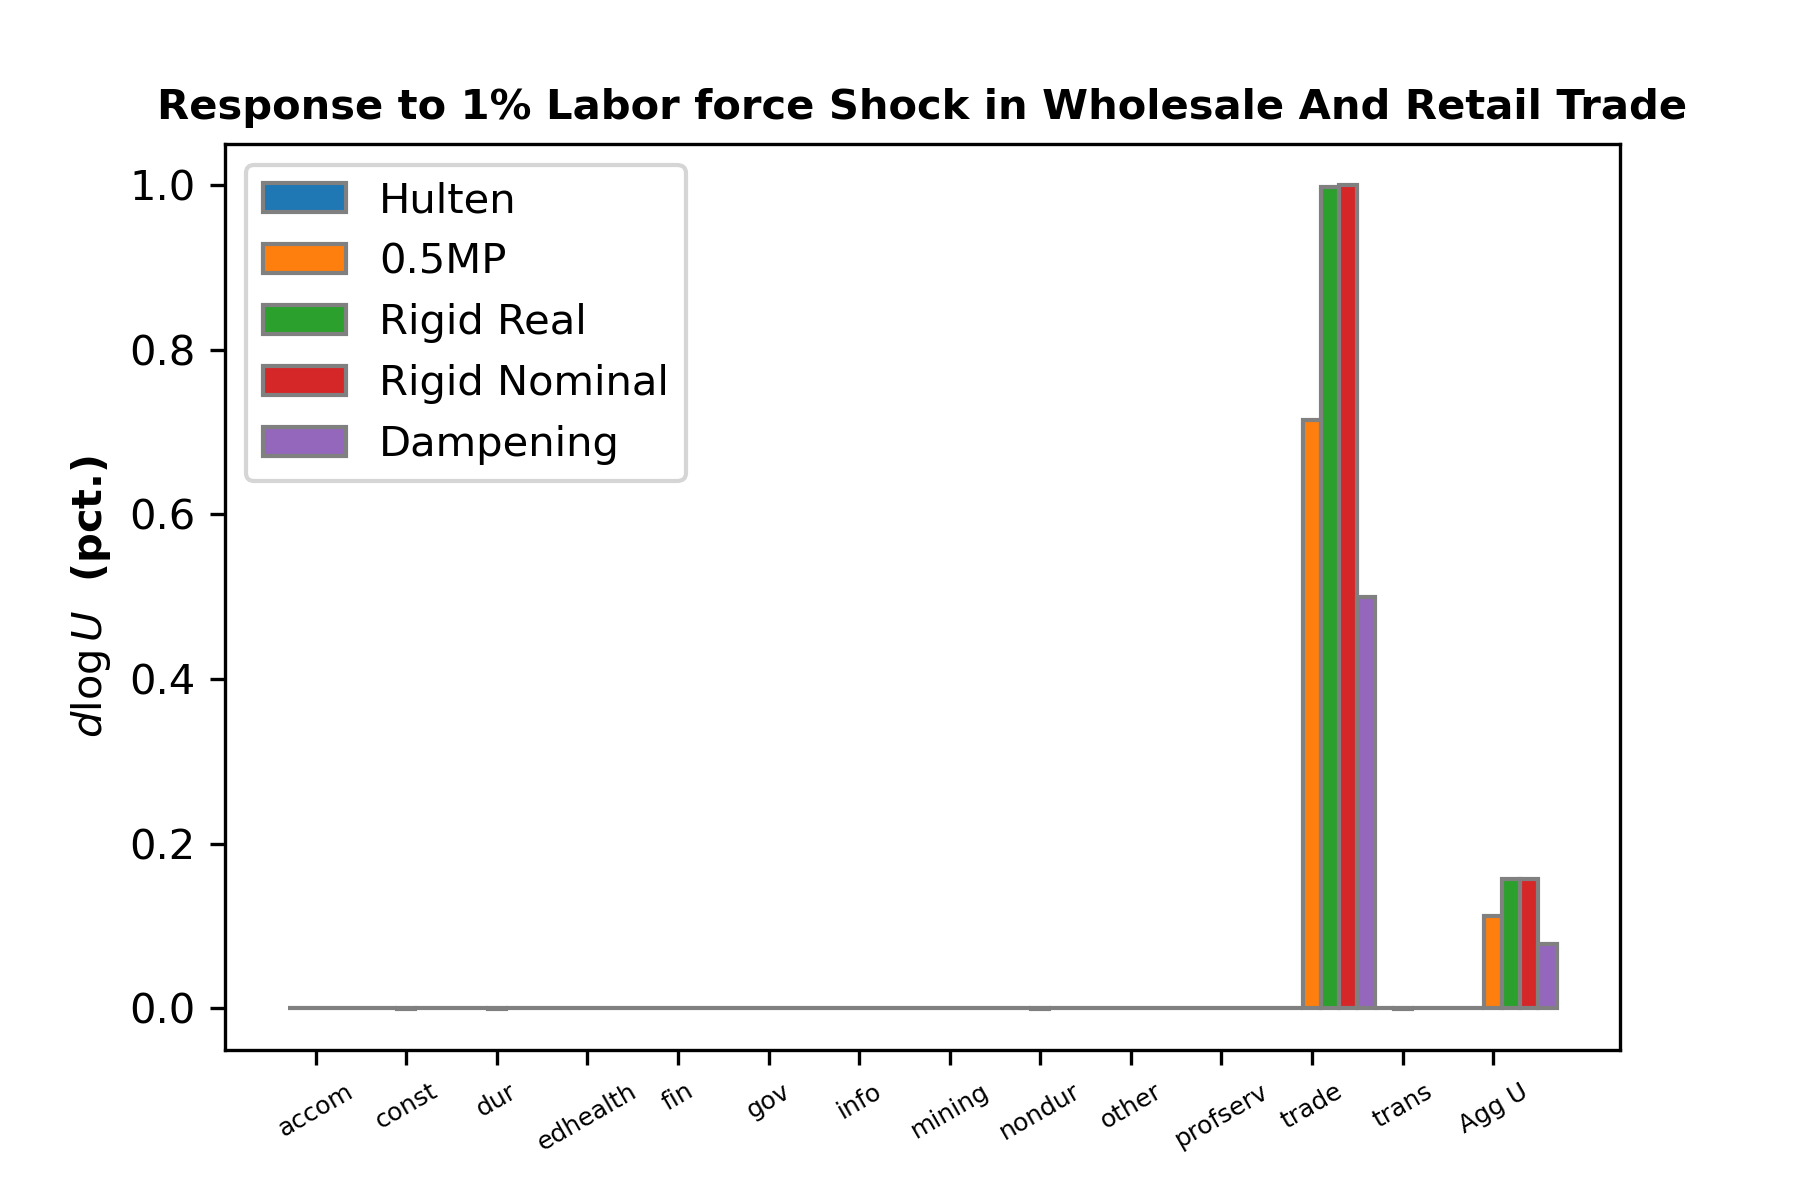 Response to 1% Labor force Shock in Wholesale And Retail Trade
Hulten
0.5MP
Rigid Real
Rigid Nominal
Dampening
dlog U (pct.)
1.0
0.8
0.6
0.4
0.2
0.0
accom
const
dur
edhealth
fin
gov
info
mining
nondur
other
profserv
trade
trans
Agg U